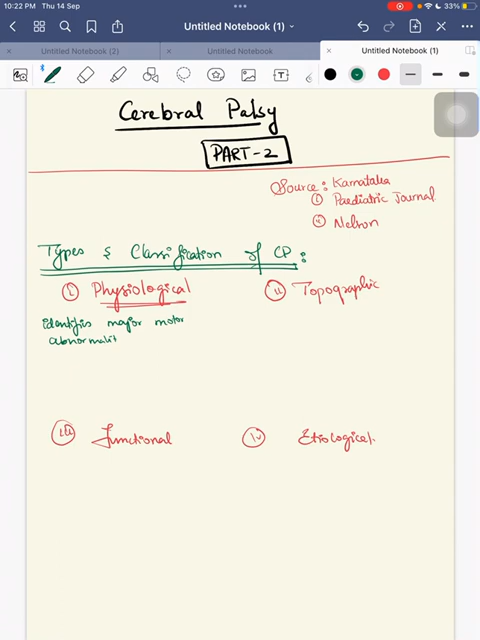 10:22 PM Thu 14 Sep
33%
Untitled Notebook (1)
Untitled Notebook (2)
Untitled Notebook
Untitled Notebook (1)
Cerebral Palsy
PART-2
Source: Karnataka
(i) Paediatric Journal
(ii) Nelson
Types & Classification of CP:
(i) Physiological
(ii) Topographic
identifis major motor
abnormalit
(iii) Functional
(iv) Etiological.